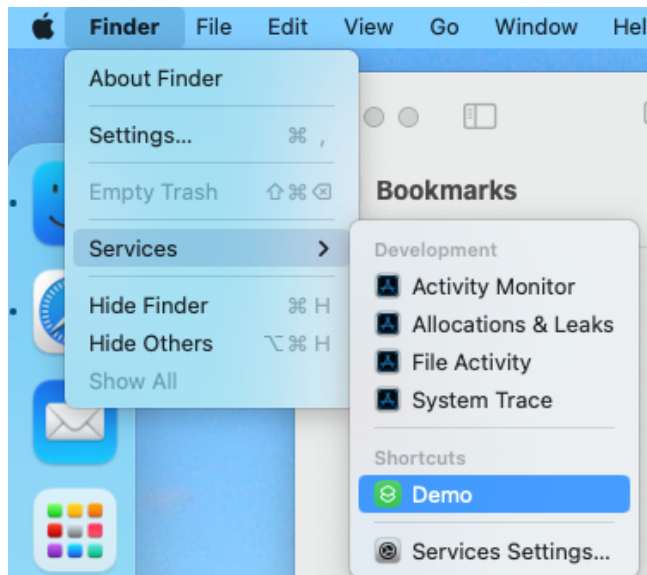 Finder File Edit View Go Window Hel
About Finder
Settings... ⌘ ,
Empty Trash ⇧⌘⌫
Bookmarks
Services
Hide Finder ⌘ H
Hide Others ⌥⌘ H
Show All
Development
Activity Monitor
Allocations & Leaks
File Activity
System Trace
Shortcuts
Demo
Services Settings...